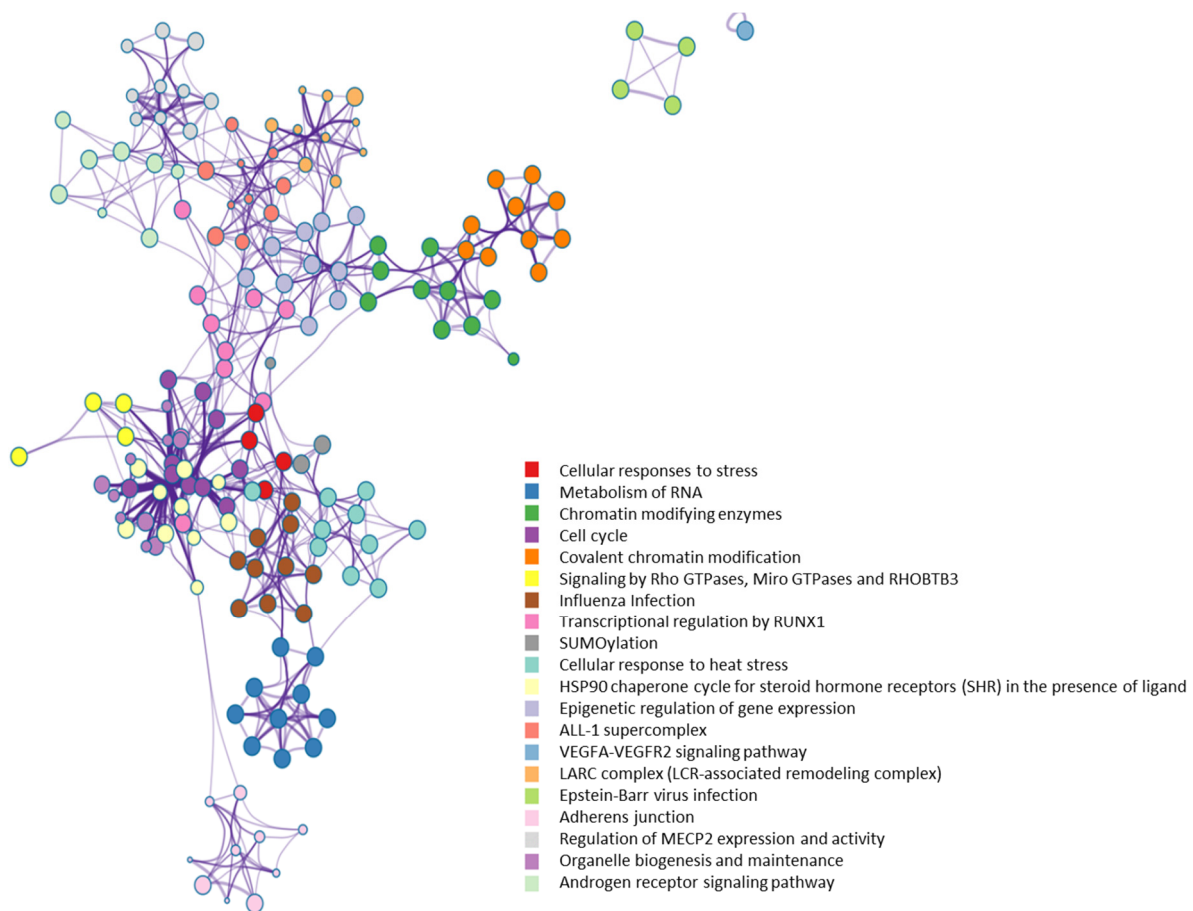 Cellular responses to stress
Metabolism of RNA
Chromatin modifying enzymes
Cell cycle
Covalent chromatin modification
Signaling by Rho GTPases, Miro GTPases and RHOBTB3
Influenza Infection
Transcriptional regulation by RUNX1
SUMOylation
Cellular response to heat stress
HSP90 chaperone cycle for steroid hormone receptors (SHR) in the presence of ligand
Epigenetic regulation of gene expression
ALL-1 supercomplex
VEGFA-VEGFR2 signaling pathway
LARC complex (LCR-associated remodeling complex)
Epstein-Barr virus infection
Adherens junction
Regulation of MECP2 expression and activity
Organelle biogenesis and maintenance
Androgen receptor signaling pathway